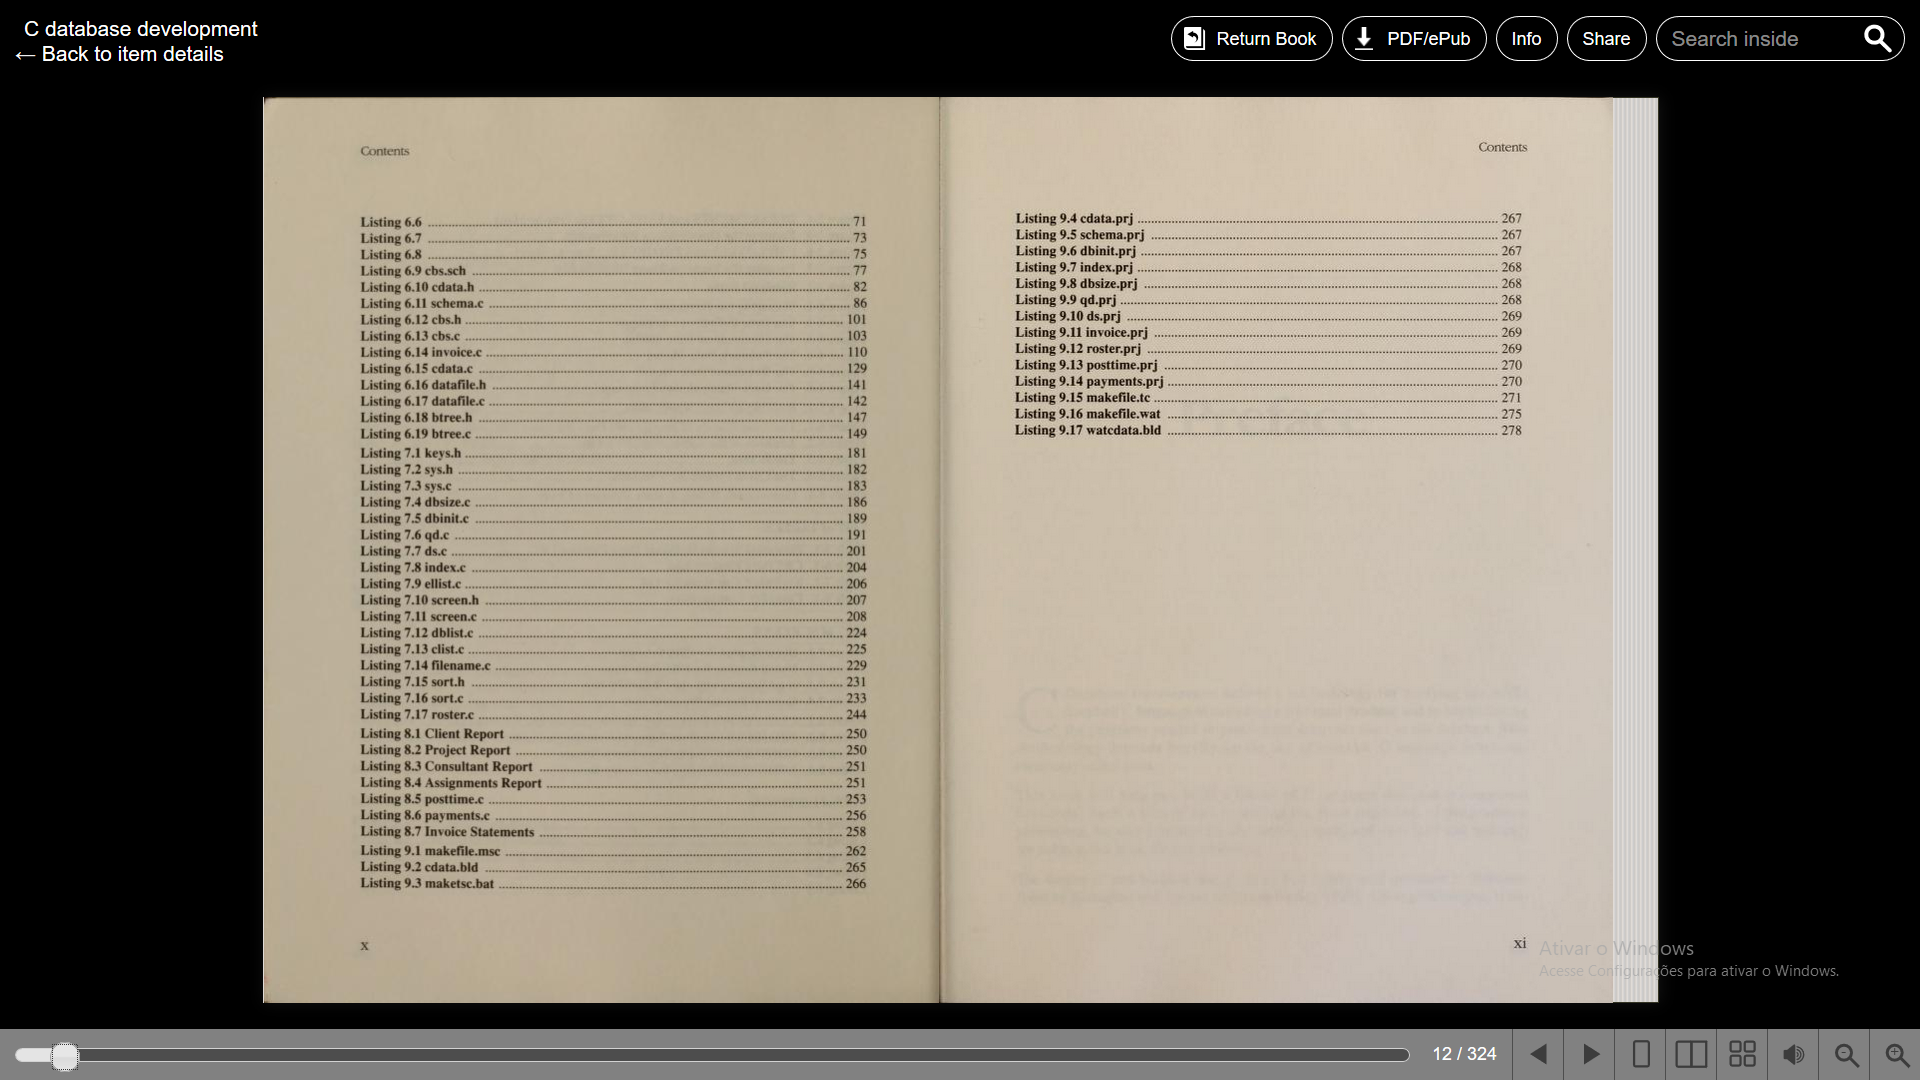 C database development
← Back to item details
Return Book
PDF/ePub
Info
Share
Search inside
Contents
Listing 6.6 ... 71
Listing 6.7 ... 73
Listing 6.8 ... 75
Listing 6.9 cbs.sch ... 77
Listing 6.10 cdata.h ... 82
Listing 6.11 schema.c ... 86
Listing 6.12 cbs.h ... 101
Listing 6.13 cbs.c ... 103
Listing 6.14 invoice.c ... 110
Listing 6.15 cdata.c ... 129
Listing 6.16 datafile.h ... 141
Listing 6.17 datafile.c ... 142
Listing 6.18 btree.h ... 147
Listing 6.19 btree.c ... 149
Listing 7.1 keys.h ... 181
Listing 7.2 sys.h ... 182
Listing 7.3 sys.c ... 183
Listing 7.4 dbsize.c ... 186
Listing 7.5 dbinit.c ... 189
Listing 7.6 qd.c ... 191
Listing 7.7 ds.c ... 201
Listing 7.8 index.c ... 204
Listing 7.9 ellist.c ... 206
Listing 7.10 screen.h ... 207
Listing 7.11 screen.c ... 208
Listing 7.12 dblist.c ... 224
Listing 7.13 clist.c ... 225
Listing 7.14 filename.c ... 229
Listing 7.15 sort.h ... 231
Listing 7.16 sort.c ... 233
Listing 7.17 roster.c ... 244
Listing 8.1 Client Report ... 250
Listing 8.2 Project Report ... 250
Listing 8.3 Consultant Report ... 251
Listing 8.4 Assignments Report ... 251
Listing 8.5 posttime.c ... 253
Listing 8.6 payments.c ... 256
Listing 8.7 Invoice Statements ... 258
Listing 9.1 makefile.msc ... 262
Listing 9.2 cdata.bld ... 265
Listing 9.3 maketsc.bat ... 266
x
Contents
Listing 9.4 cdata.prj ... 267
Listing 9.5 schema.prj ... 267
Listing 9.6 dbinit.prj ... 267
Listing 9.7 index.prj ... 268
Listing 9.8 dbsize.prj ... 268
Listing 9.9 qd.prj ... 268
Listing 9.10 ds.prj ... 269
Listing 9.11 invoice.prj ... 269
Listing 9.12 roster.prj ... 269
Listing 9.13 posttime.prj ... 270
Listing 9.14 payments.prj ... 270
Listing 9.15 makefile.tc ... 271
Listing 9.16 makefile.wat ... 275
Listing 9.17 watcdata.bld ... 278
xi
Ativar o Windows
Acesse Configurações para ativar o Windows.
12 / 324